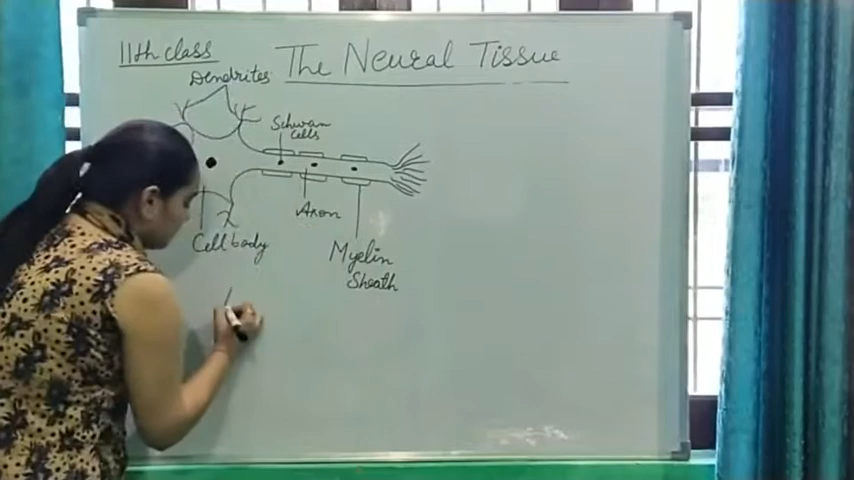 11th class
The Neural Tissue
Dendrites
Schwann
Cells
Axon
Cell body
Myelin
Sheath